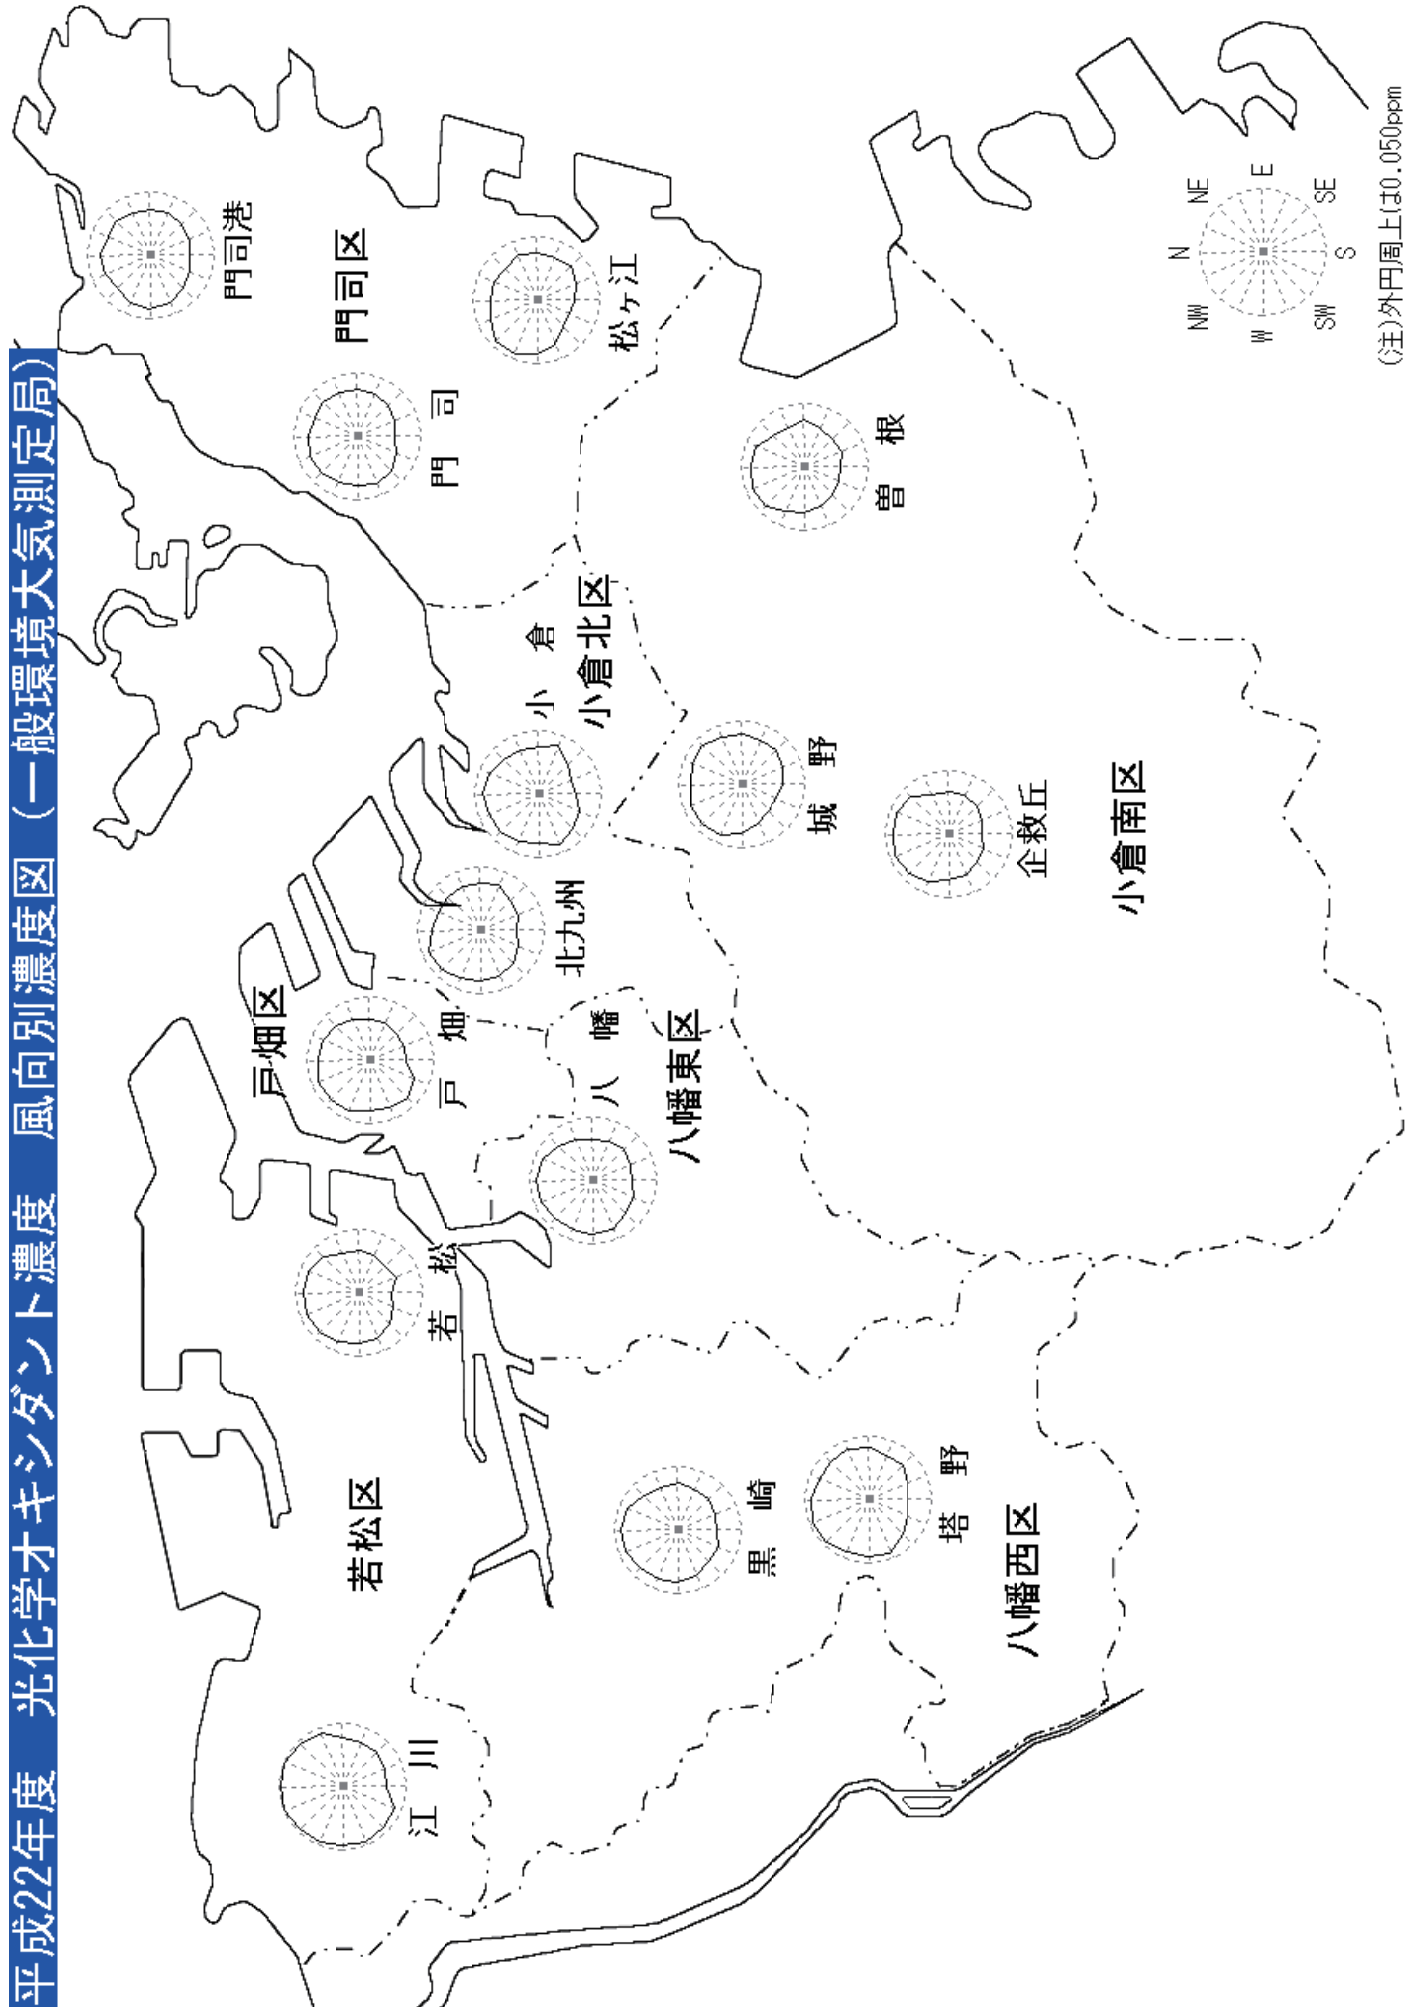 平成22年度　光化学オキシダント濃度　風向別濃度図（一般環境大気測定局）
門司港
門司区
門司
松ヶ江
小倉
小倉北区
曽根
城野
企救丘
小倉南区
北九州
戸畑区
戸畑
八幡
八幡東区
若松
若松区
江川
黒崎
塔野
八幡西区
N
NE
E
SE
S
SW
W
NW
(注)外円周上は0.050ppm